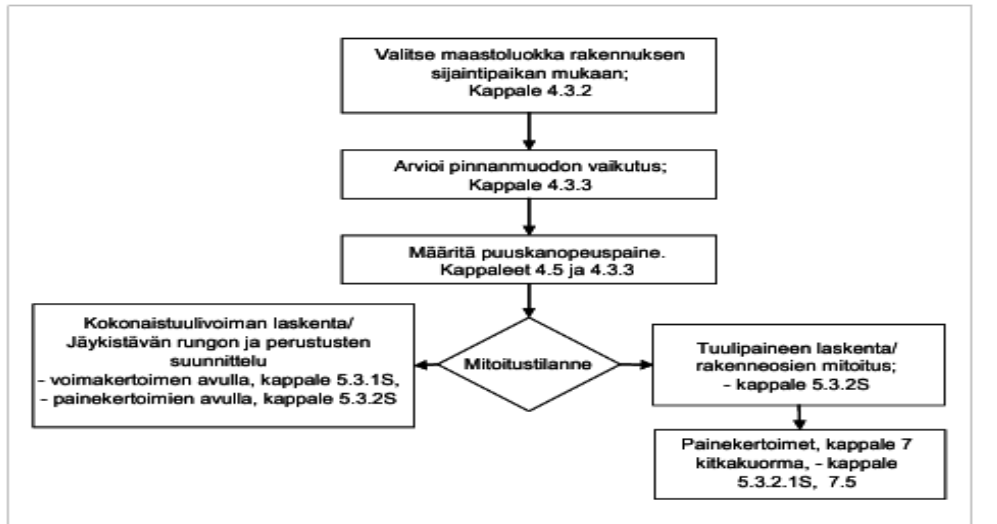 Valitse maastoluokka rakennuksen
sijaintipaikan mukaan;
Kappale 4.3.2
Arvioi pinnanmuodon vaikutus;
Kappale 4.3.3
Määritä puuskanopeuspaine.
Kappaleet 4.5 ja 4.3.3
Kokonaistuulivoiman laskenta/
Jäykistävän rungon ja perustusten
suunnittelu
- voimakertoimen avulla, kappale 5.3.1S,
- painekertoimien avulla, kappale 5.3.2S
Mitoitustilanne
Tuulipaineen laskenta/
rakenneosien mitoitus;
- kappale 5.3.2S
Painekertoimet, kappale 7
kitkakuorma, - kappale
5.3.2.1S, 7.5